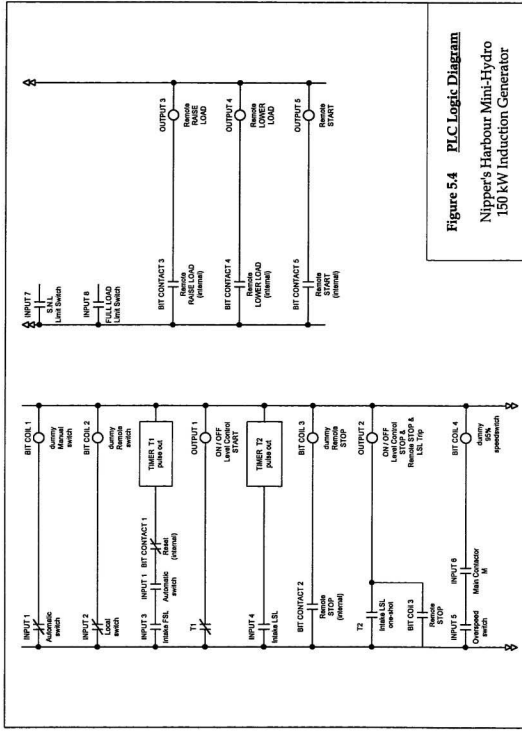 INPUT 1
Automatic
switch
BIT COIL 1
dummy
Manual
switch
INPUT 2
Local
switch
BIT COIL 2
dummy
Remote
switch
INPUT 3
Intake FSL
INPUT 1
Automatic
switch
BIT CONTACT 1
Reset
(internal)
TIMER T1
pulse out
T1
OUTPUT 1
ON / OFF
Level Control
START
INPUT 4
Intake LSL
TIMER T2
pulse out
BIT CONTACT 2
Remote
STOP
(internal)
BIT COIL 3
dummy
Remote
STOP
T2
Intake LSL
one-shot
BIT COIL 3
Remote
STOP
OUTPUT 2
ON / OFF
Level Control
STOP &
Remote STOP &
LSL Trip
INPUT 5
Overspeed
switch
INPUT 6
Main Contactor
M
BIT COIL 4
dummy
95%
speedswitch
INPUT 7
S.N.L
Limit Switch
INPUT 8
FULL LOAD
Limit Switch
BIT CONTACT 3
Remote
RAISE LOAD
(internal)
OUTPUT 3
Remote
RAISE
LOAD
BIT CONTACT 4
Remote
LOWER LOAD
(internal)
OUTPUT 4
Remote
LOWER
LOAD
BIT CONTACT 5
Remote
START
(internal)
OUTPUT 5
Remote
START
Figure 5.4 PLC Logic Diagram
Nipper's Harbour Mini-Hydro
150 kW Induction Generator